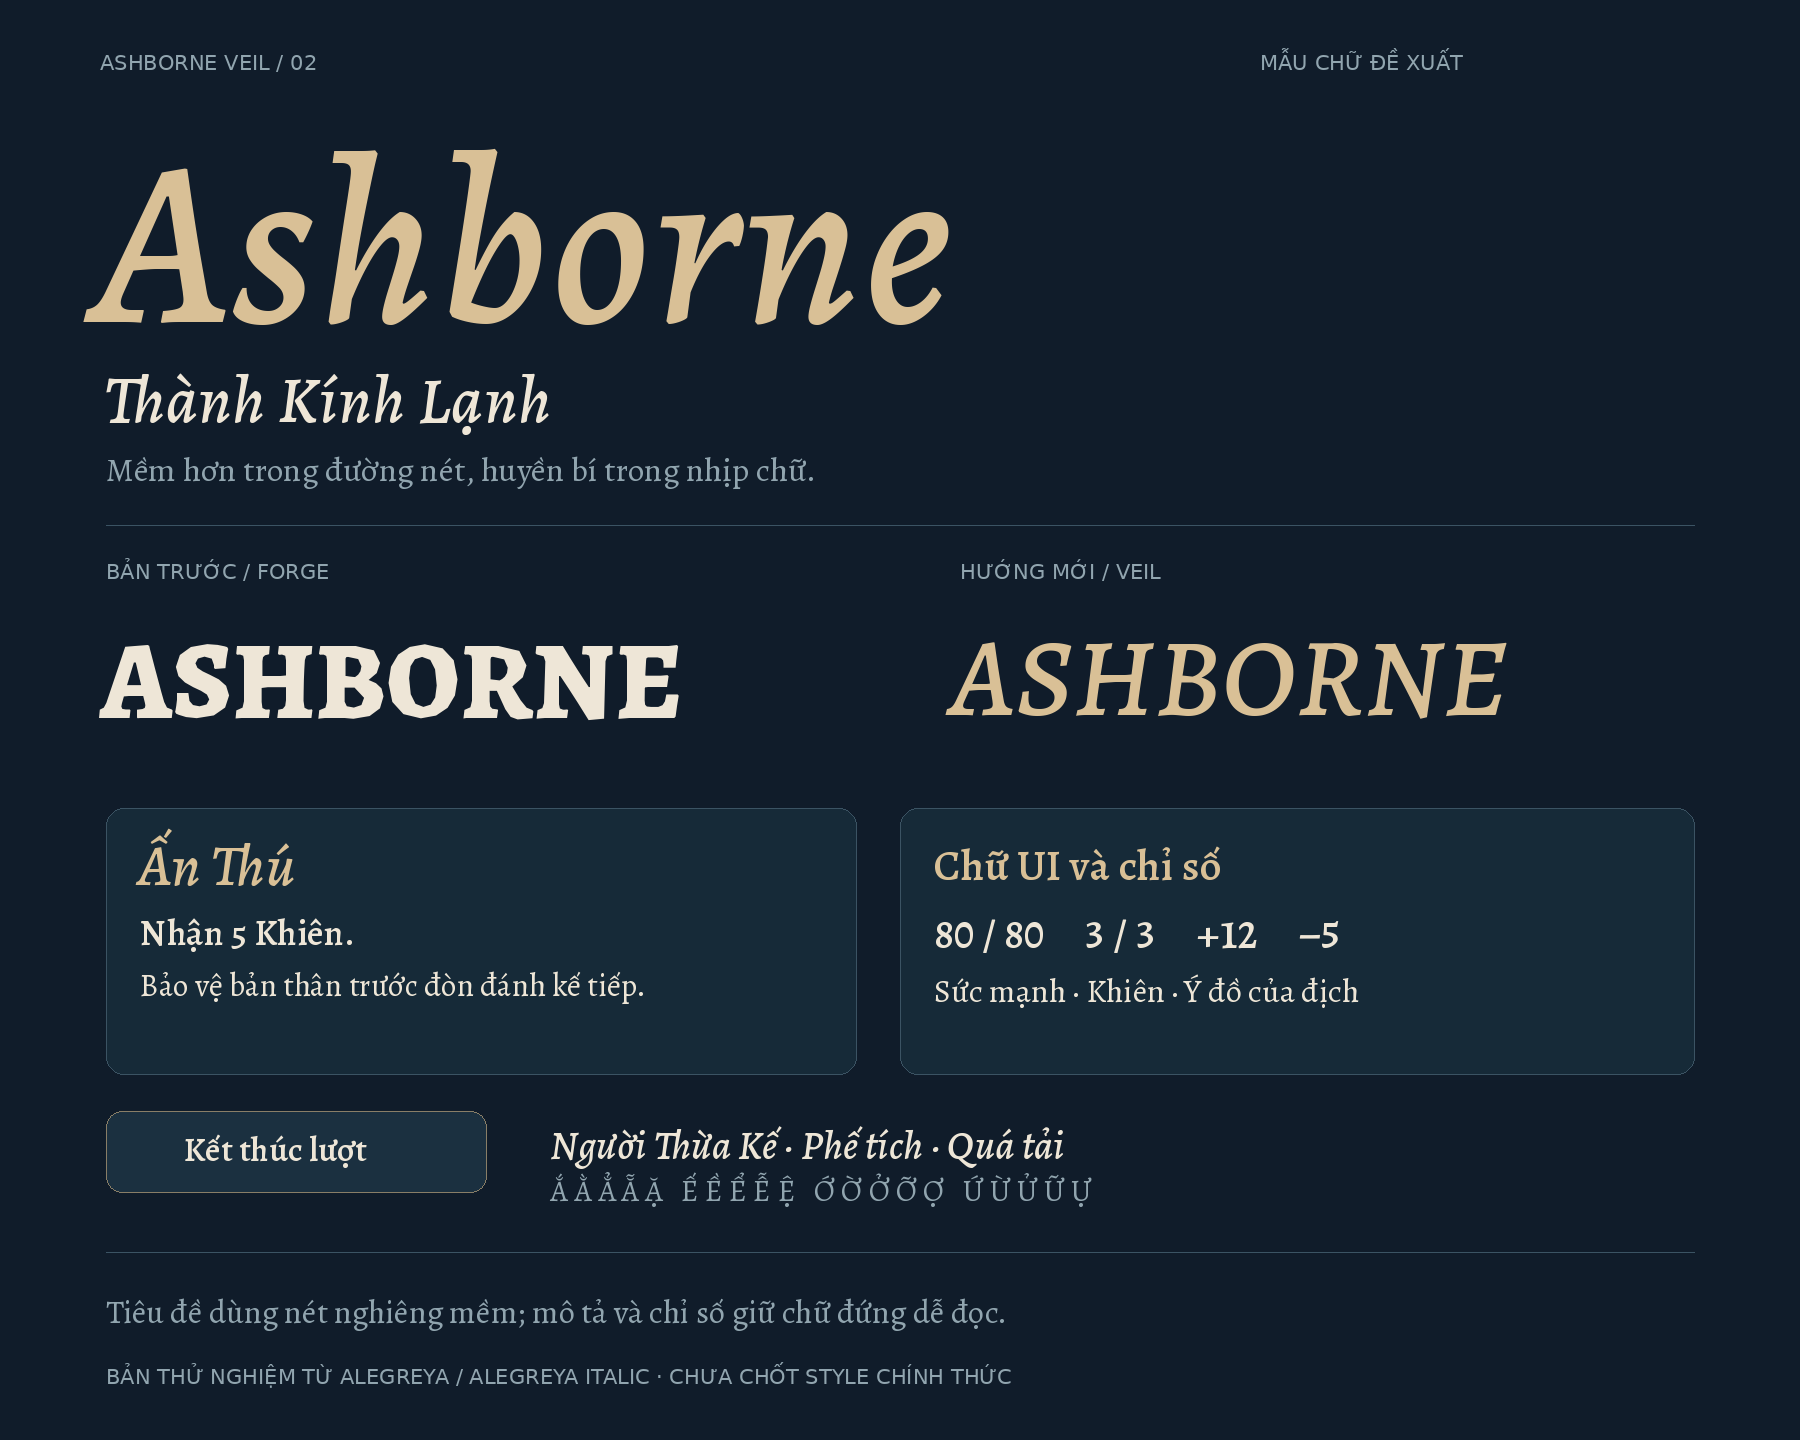 ASHBORNE VEIL / 02
MẪU CHỮ ĐỀ XUẤT
Ashborne
Thành Kính Lạnh
Mềm hơn trong đường nét, huyền bí trong nhịp chữ.
BẢN TRƯỚC / FORGE
HƯỚNG MỚI / VEIL
ASHBORNE
ASHBORNE
Ấn Thú
Nhận 5 Khiên.
Bảo vệ bản thân trước đòn đánh kế tiếp.
Chữ UI và chỉ số
80 / 80 3 / 3 +12 −5
Sức mạnh · Khiên · Ý đồ của địch
Kết thúc lượt
Người Thừa Kế · Phế tích · Quá tải
Ắ Ằ Ẳ Ẵ Ặ Ế Ề Ể Ễ Ệ Ớ Ờ Ở Ỡ Ợ Ứ Ừ Ử Ữ Ự
Tiêu đề dùng nét nghiêng mềm; mô tả và chỉ số giữ chữ đứng dễ đọc.
BẢN THỬ NGHIỆM TỪ ALEGREYA / ALEGREYA ITALIC · CHƯA CHỐT STYLE CHÍNH THỨC